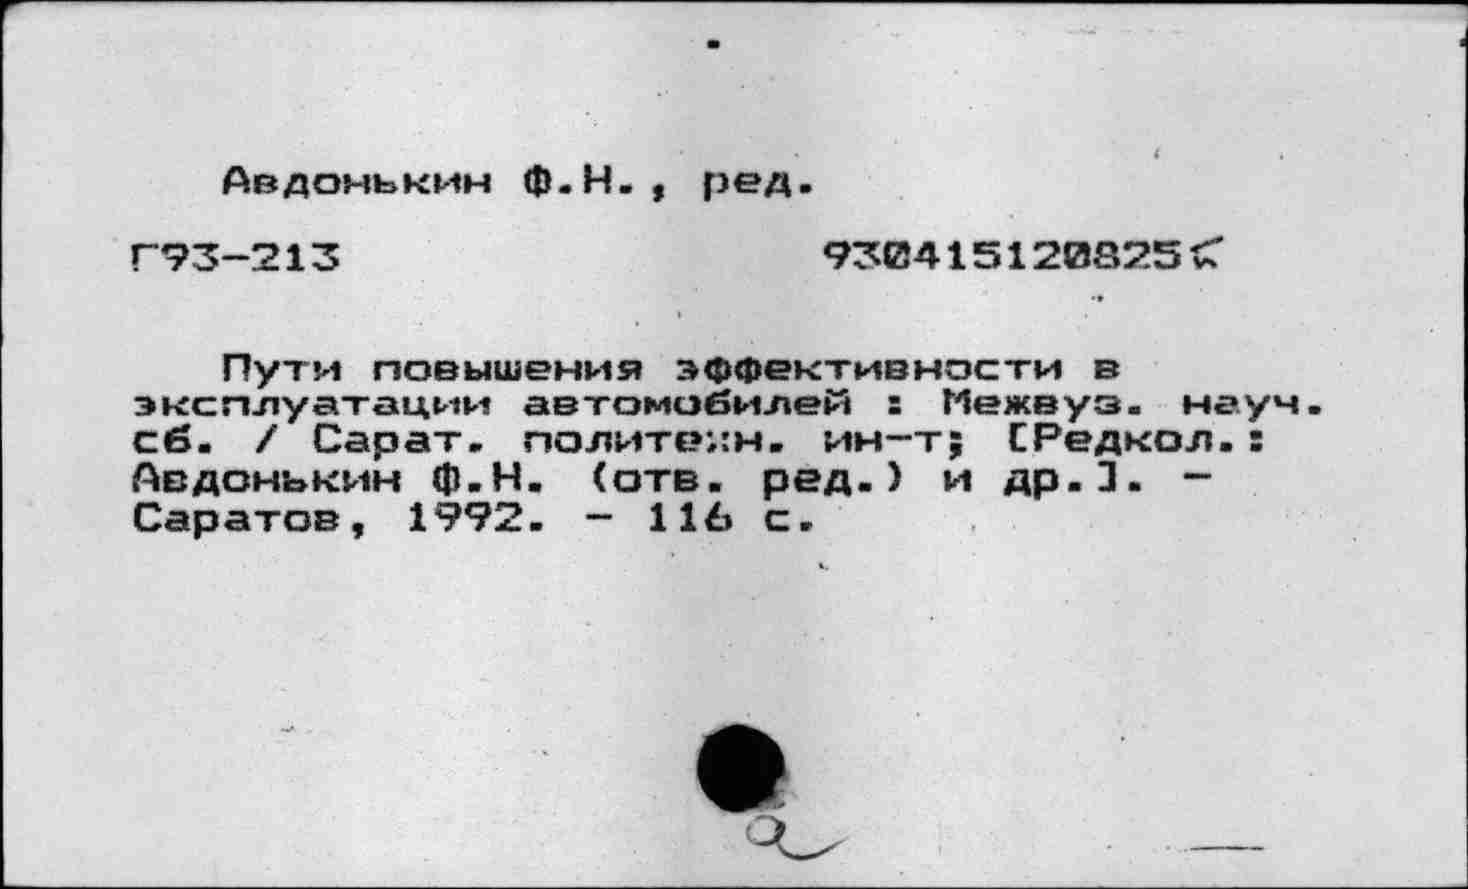 Авдонькин Ф.Н., ред.
Г93-213 930415120825
Пути повышения эффективности в
эксплуатации автомобилей : Межвуз. науч.
сб. / Сарат. политехн. ин-т; [Редкол.:
Авдонькин Ф.Н. (отв. ред.) и др.]. -
Саратов, 1992. - 116 с.